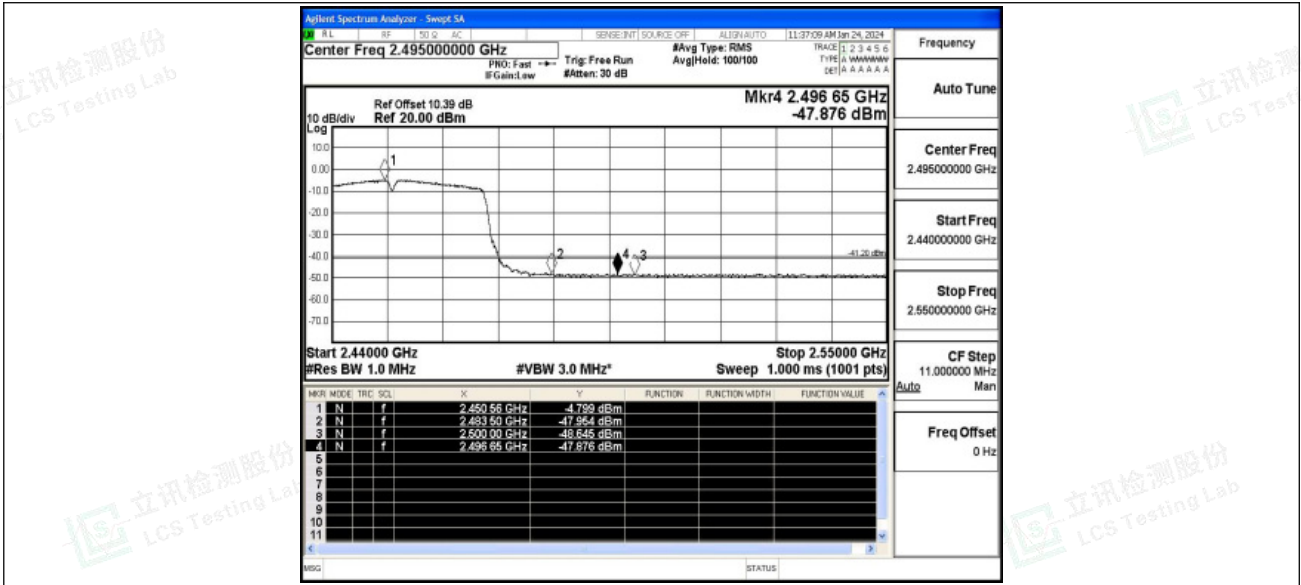 Agilent Spectrum Analyzer - Swept SA
RL RF 50 Ω AC SENSE:INT SOURCE OFF ALIGNAUTO 11:37:09 AM Jan 24, 2024
Center Freq 2.495000000 GHz
PNO: Fast
IFGain:Low
Trig: Free Run
#Atten: 30 dB
#Avg Type: RMS
Avg|Hold: 100/100
TRACE 1 2 3 4 5 6
TYPE A WWWWW
DET A A A A A A
Frequency
Auto Tune
Center Freq
2.495000000 GHz
Start Freq
2.440000000 GHz
Stop Freq
2.550000000 GHz
CF Step
11.000000 MHz
Auto Man
Freq Offset
0 Hz
Mkr4 2.496 65 GHz
-47.876 dBm
Ref Offset 10.39 dB
10 dB/div Ref 20.00 dBm
Log
10.0
0.00
-10.0
-20.0
-30.0
-40.0
-50.0
-60.0
-70.0
1
2
4
3
-41.20 dBm
Start 2.44000 GHz Stop 2.55000 GHz
#Res BW 1.0 MHz #VBW 3.0 MHz* Sweep 1.000 ms (1001 pts)
MKR MODE TRC SCL X Y FUNCTION FUNCTION WIDTH FUNCTION VALUE
1 N f 2.450 56 GHz -4.799 dBm
2 N f 2.483 50 GHz -47.954 dBm
3 N f 2.500 00 GHz -48.645 dBm
4 N f 2.496 65 GHz -47.876 dBm
5
6
7
8
9
10
11
MSG STATUS
立讯检测股份
LCS Testing Lab
立讯检测
LCS Test
立讯检测股份
LCS Testing Lab
立讯检测股份
LCS Testing Lab